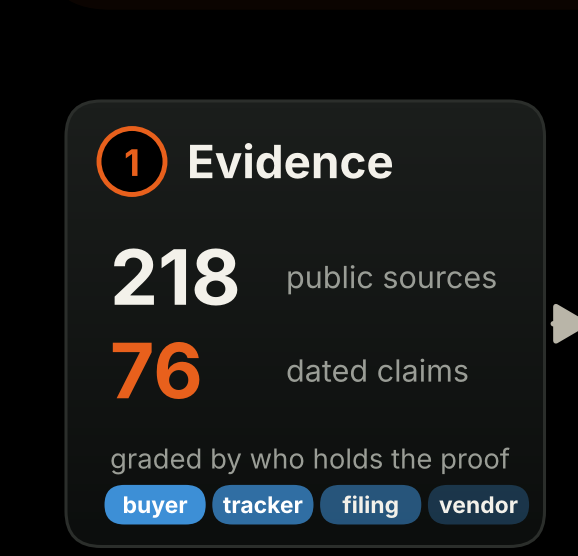 1 Evidence
218 public sources
76 dated claims
graded by who holds the proof
buyer tracker filing vendor